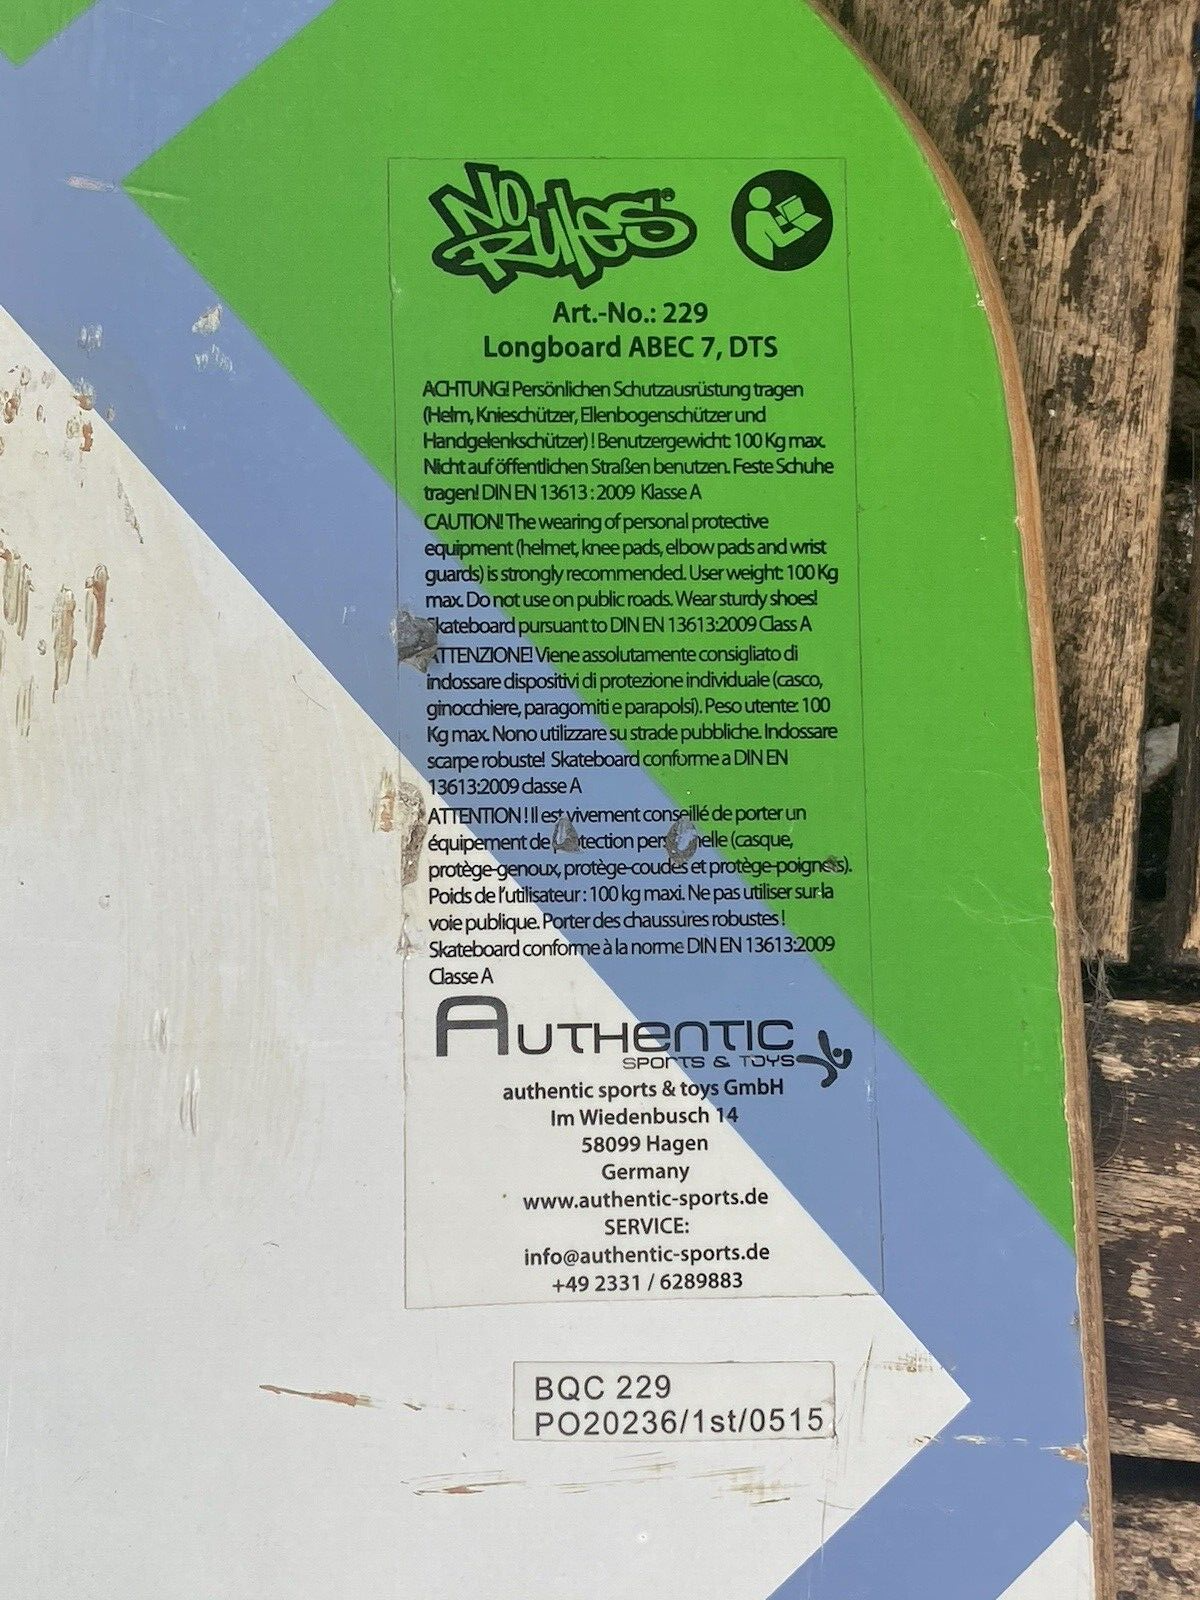 No Rules®
Art.-No.: 229
Longboard ABEC 7, DTS
ACHTUNG! Persönlichen Schutzausrüstung tragen
(Helm, Knieschützer, Ellenbogenschützer und
Handgelenkschützer) ! Benutzergewicht: 100 Kg max.
Nicht auf öffentlichen Straßen benutzen. Feste Schuhe
tragen! DIN EN 13613 : 2009 Klasse A
CAUTION! The wearing of personal protective
equipment (helmet, knee pads, elbow pads and wrist
guards) is strongly recommended. User weight: 100 Kg
max. Do not use on public roads. Wear sturdy shoes!
Skateboard pursuant to DIN EN 13613:2009 Class A
ATTENZIONE! Viene assolutamente consigliato di
indossare dispositivi di protezione individuale (casco,
ginocchiere, paragomiti e parapolsi). Peso utente: 100
Kg max. Nono utilizzare su strade pubbliche. Indossare
scarpe robuste! Skateboard conforme a DIN EN
13613:2009 classe A
ATTENTION ! Il est vivement conseillé de porter un
équipement de protection personnelle (casque,
protège-genoux, protège-coudes et protège-poignets).
Poids de l'utilisateur : 100 kg maxi. Ne pas utiliser sur la
voie publique. Porter des chaussures robustes !
Skateboard conforme à la norme DIN EN 13613:2009
Classe A
AUTHENTIC
SPORTS & TOYS
authentic sports & toys GmbH
Im Wiedenbusch 14
58099 Hagen
Germany
www.authentic-sports.de
SERVICE:
info@authentic-sports.de
+49 2331 / 6289883
BQC 229
PO20236/1st/0515